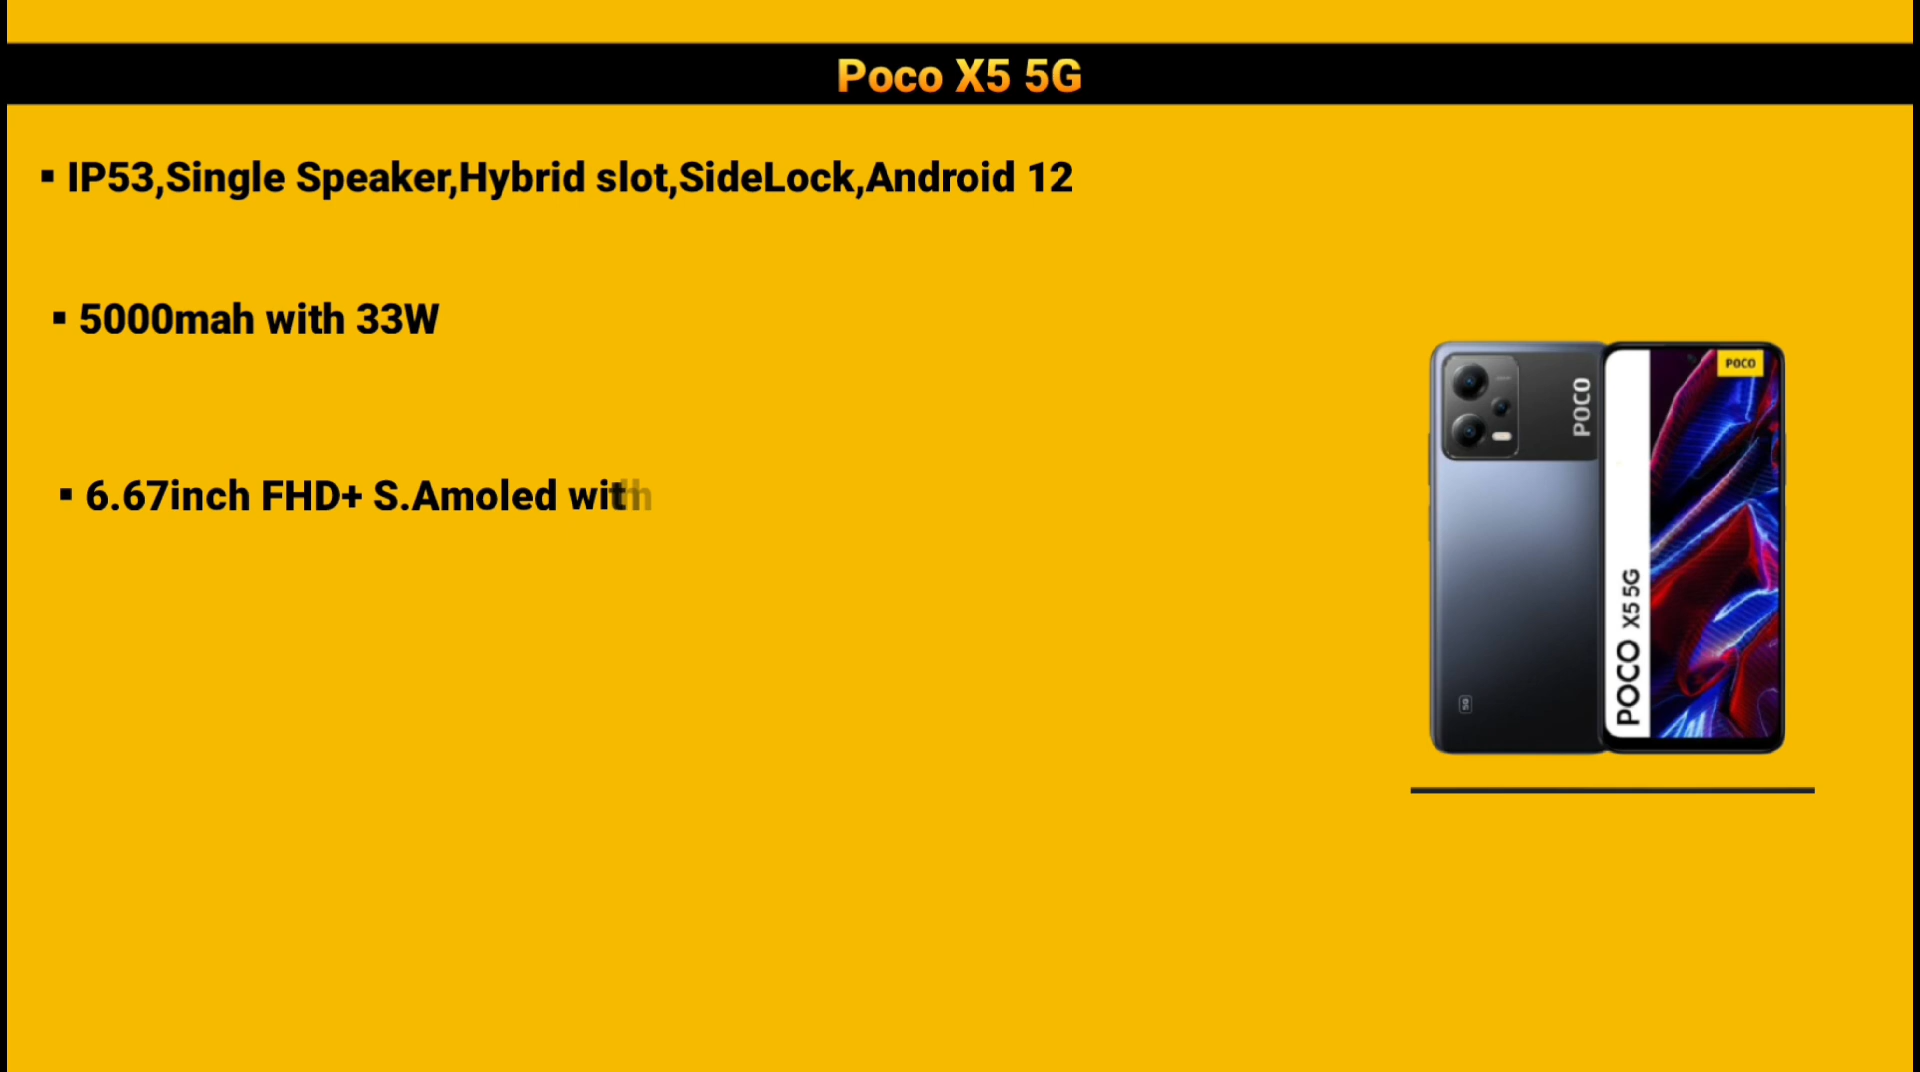 Poco X5 5G
▪ IP53,Single Speaker,Hybrid slot,SideLock,Android 12
▪ 5000mah with 33W
▪ 6.67inch FHD+ S.Amoled with
POCO
POCO
POCO X5 5G
5G